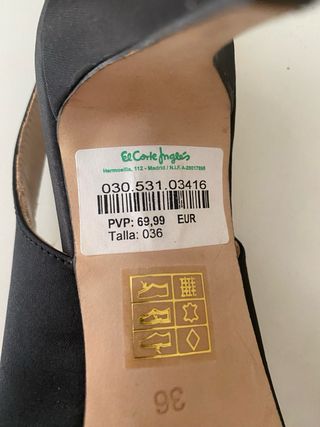 El Corte Inglés
Hermosilla, 112 - Madrid / N.I.F. A-28017895
030.531.03416
PVP: 69,99 EUR
Talla: 036
36